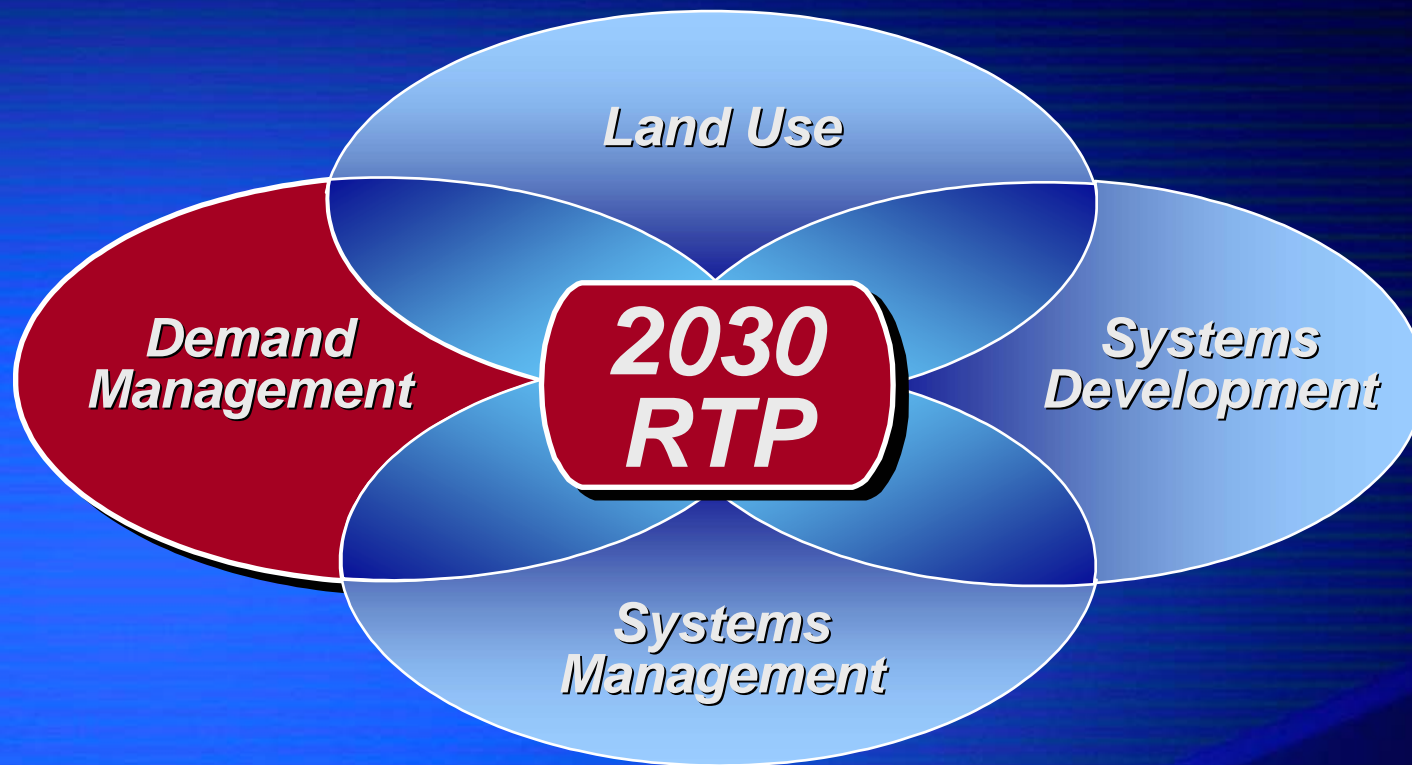 Land Use
Demand
Management
2030
RTP
Systems
Development
Systems
Management